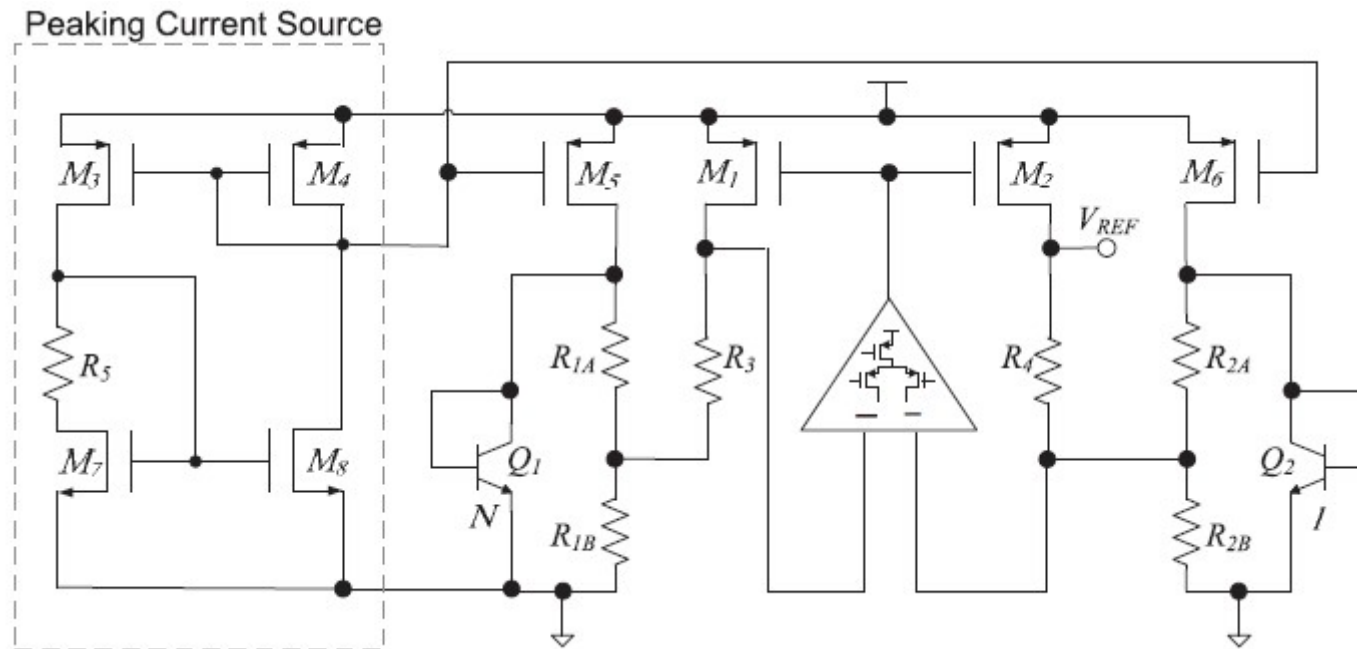 Peaking Current Source
M3
M4
M5
M1
M2
M6
VREF
R5
R1A
R3
R4
R2A
M7
M8
Q1
N
Q2
1
R1B
R2B